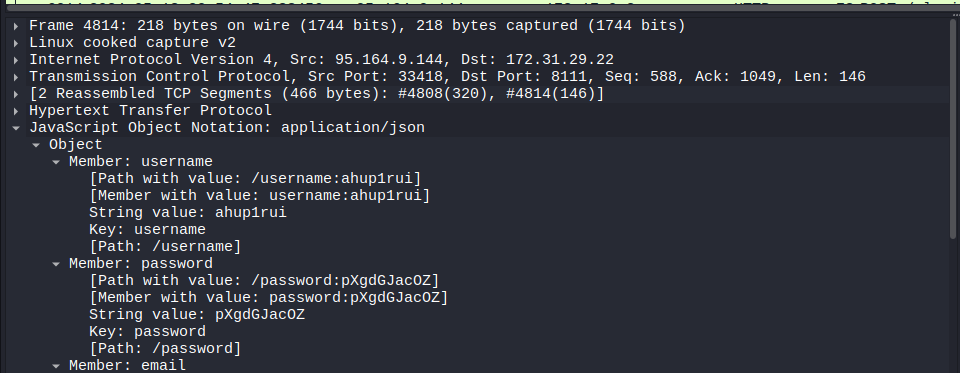 Frame 4814: 218 bytes on wire (1744 bits), 218 bytes captured (1744 bits)
Linux cooked capture v2
Internet Protocol Version 4, Src: 95.164.9.144, Dst: 172.31.29.22
Transmission Control Protocol, Src Port: 33418, Dst Port: 8111, Seq: 588, Ack: 1049, Len: 146
[2 Reassembled TCP Segments (466 bytes): #4808(320), #4814(146)]
Hypertext Transfer Protocol
JavaScript Object Notation: application/json
Object
Member: username
[Path with value: /username:ahup1rui]
[Member with value: username:ahup1rui]
String value: ahup1rui
Key: username
[Path: /username]
Member: password
[Path with value: /password:pXgdGJacOZ]
[Member with value: password:pXgdGJacOZ]
String value: pXgdGJacOZ
Key: password
[Path: /password]
Member: email